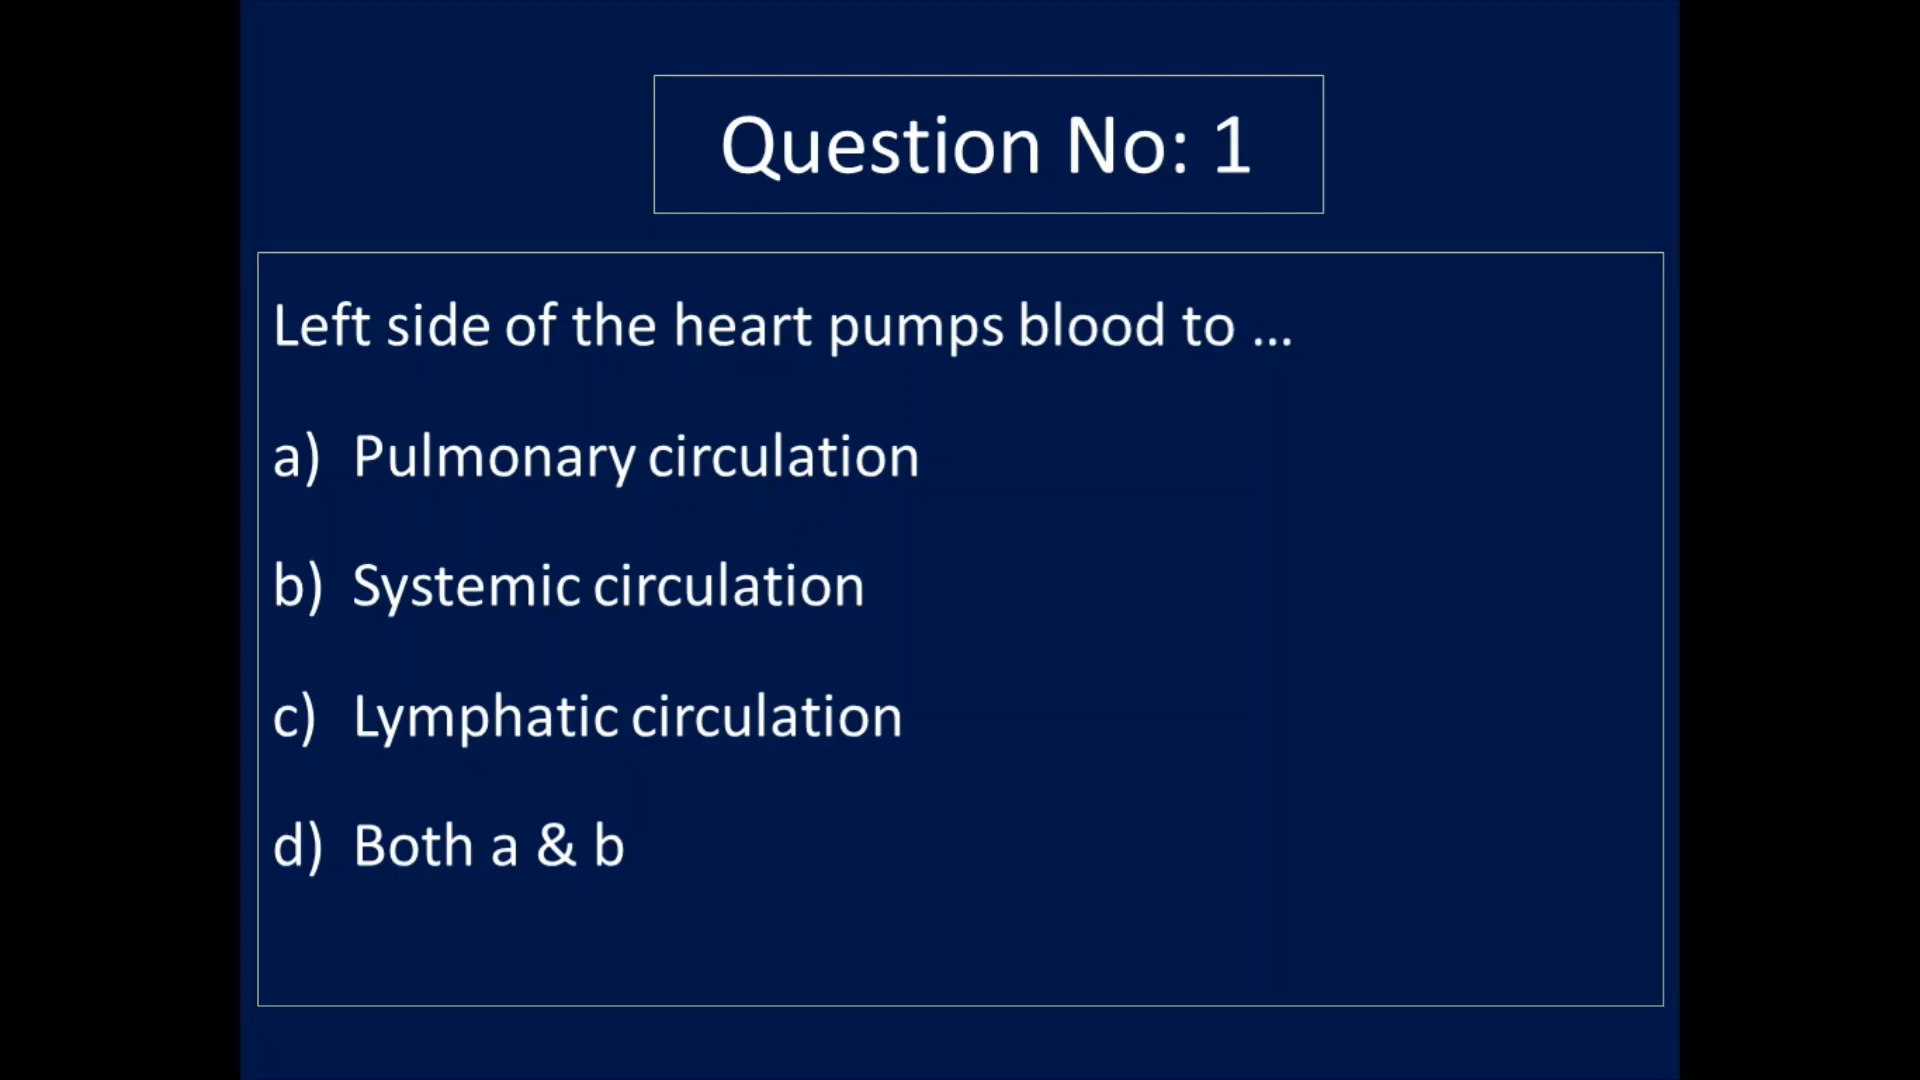 Question No: 1
Left side of the heart pumps blood to ...
a) Pulmonary circulation
b) Systemic circulation
c) Lymphatic circulation
d) Both a & b